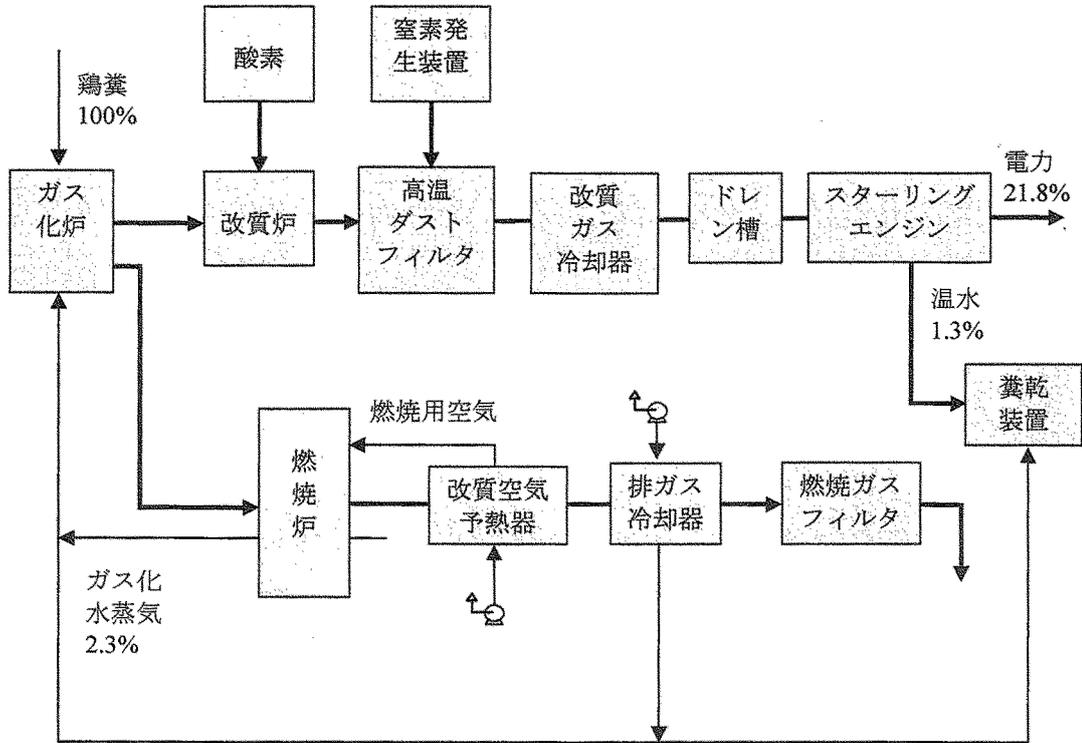 酸素
窒素発
生装置
鶏糞
100%
ガス
化炉
改質炉
高温
ダスト
フィルタ
改質
ガス
冷却器
ドレ
ン槽
スターリング
エンジン
電力
21.8%
温水
1.3%
糞乾
装置
燃焼用空気
燃
焼
炉
改質空気
予熱器
排ガス
冷却器
燃焼ガス
フィルタ
ガス化
水蒸気
2.3%